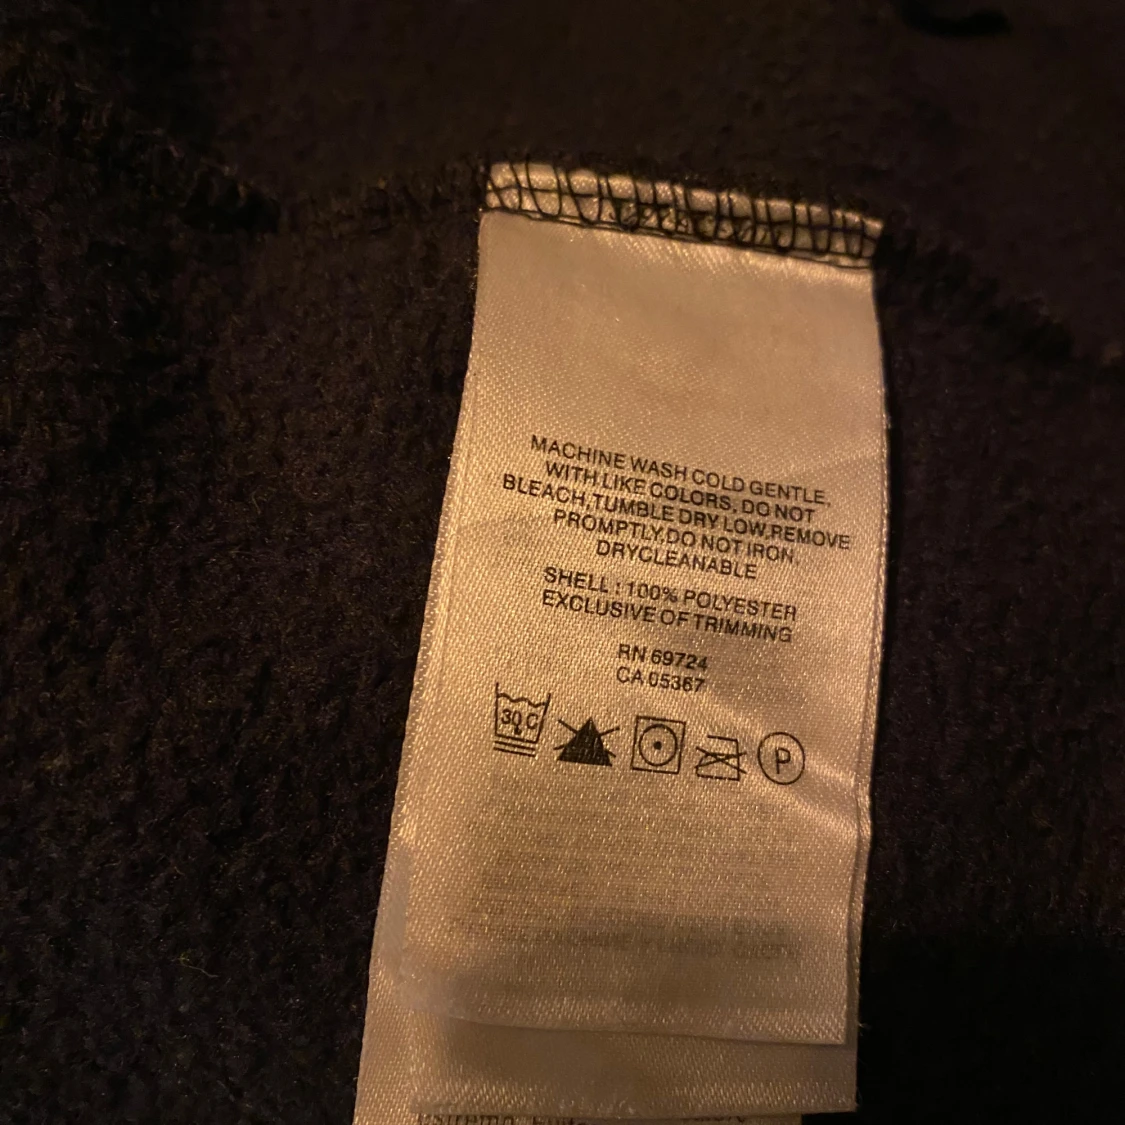 MACHINE WASH COLD GENTLE,
WITH LIKE COLORS, DO NOT
BLEACH,TUMBLE DRY LOW,REMOVE
PROMPTLY,DO NOT IRON,
DRYCLEANABLE
SHELL : 100% POLYESTER
EXCLUSIVE OF TRIMMING
RN 69724
CA 05367
30 C
P